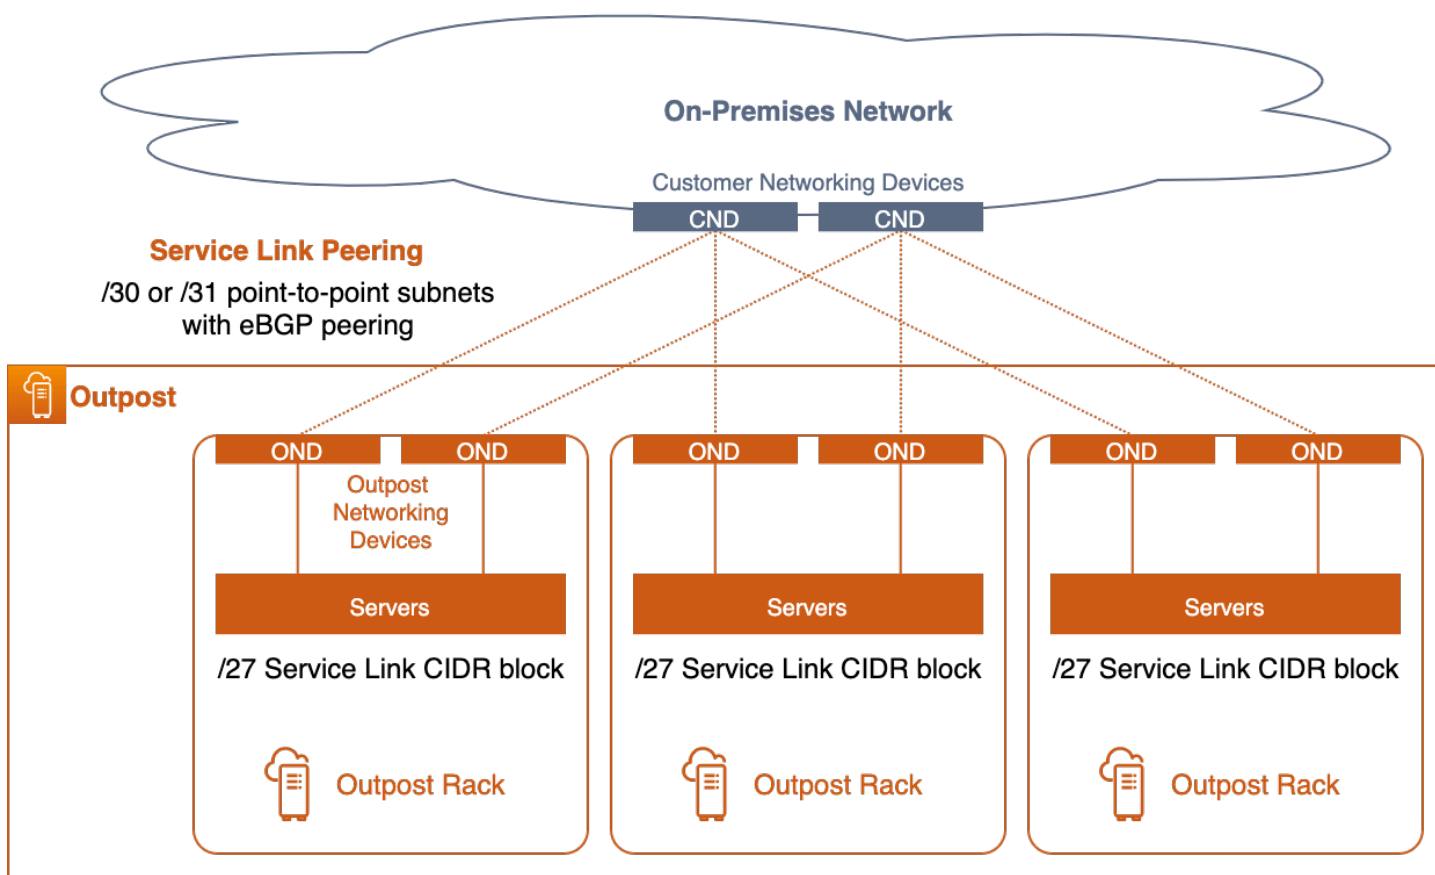 On-Premises Network
Customer Networking Devices
CND
CND
Service Link Peering
/30 or /31 point-to-point subnets
with eBGP peering
Outpost
OND
OND
OND
OND
OND
OND
Outpost
Networking
Devices
Servers
Servers
Servers
/27 Service Link CIDR block
/27 Service Link CIDR block
/27 Service Link CIDR block
Outpost Rack
Outpost Rack
Outpost Rack